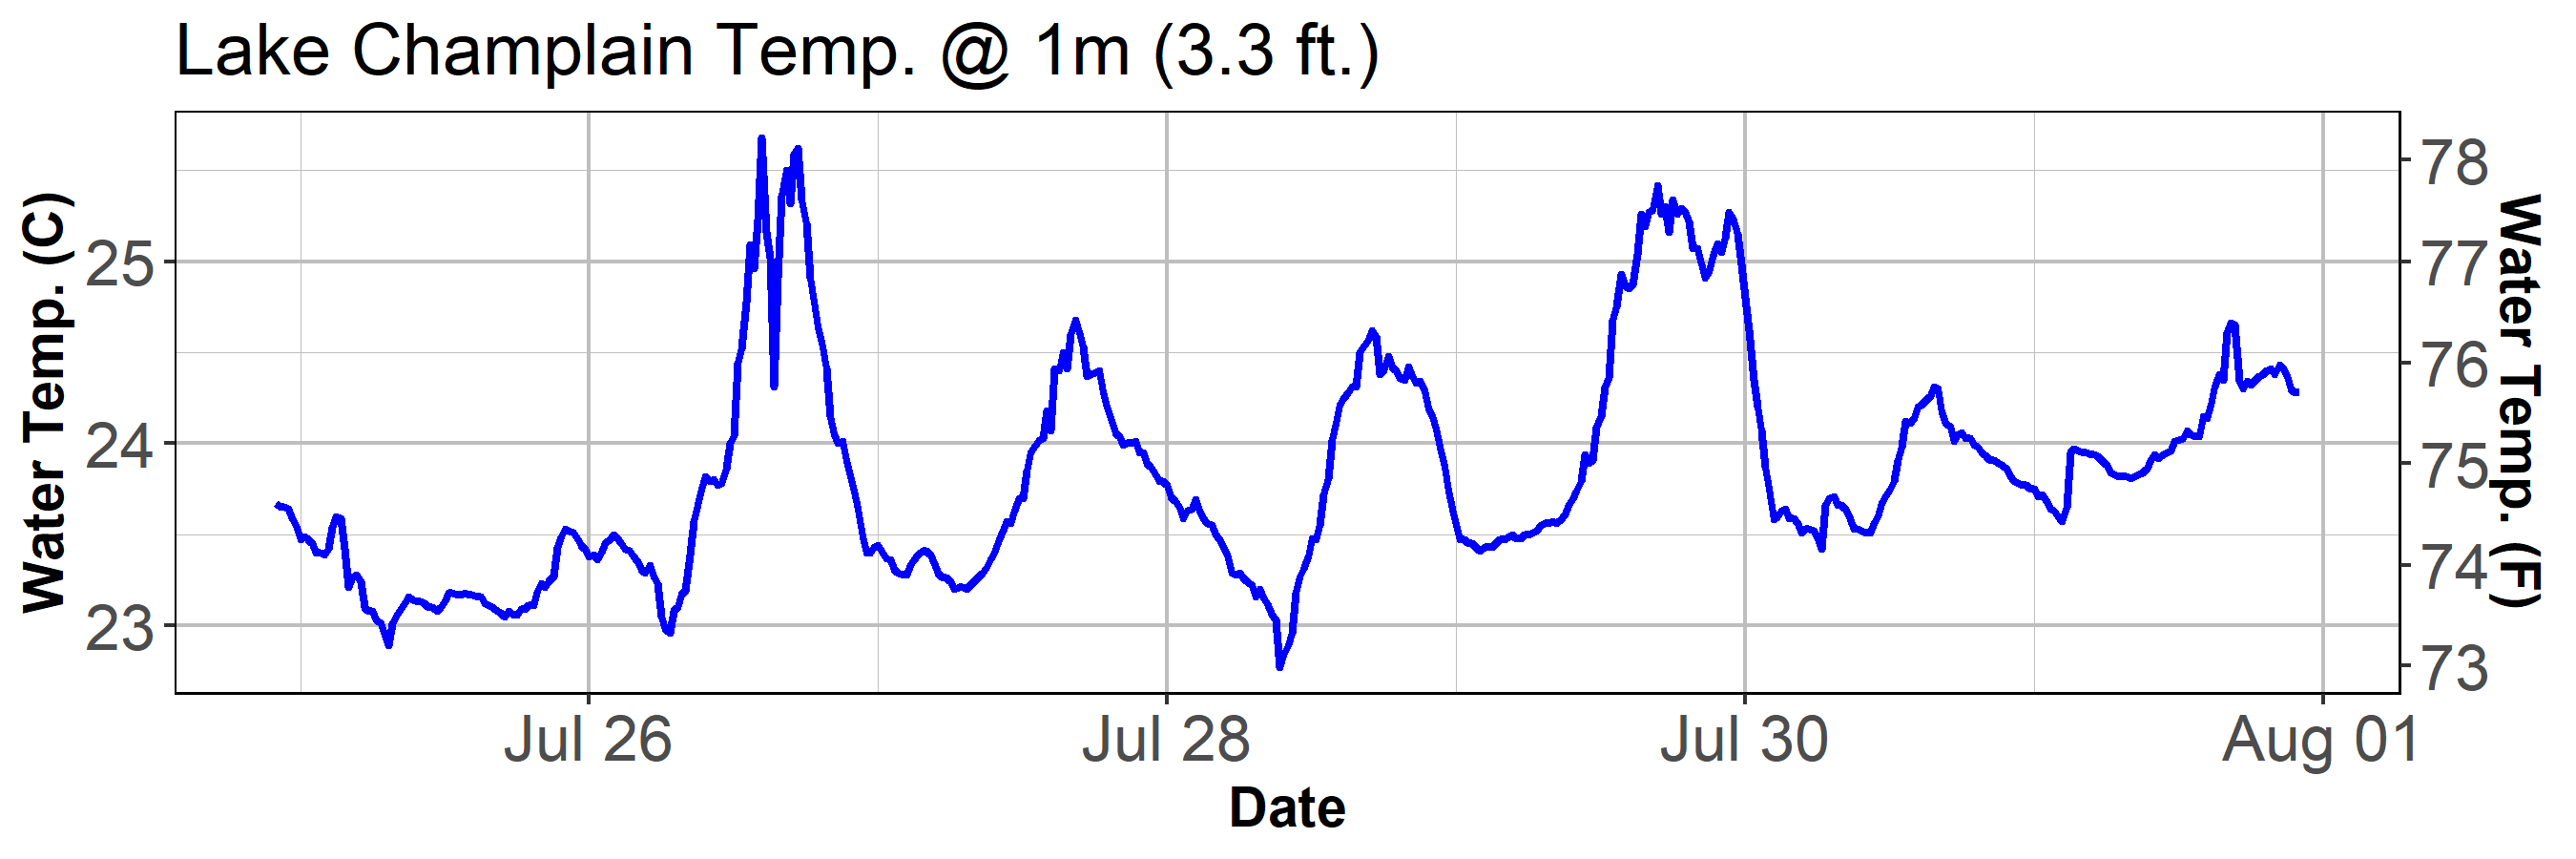 Lake Champlain Temp. @ 1m (3.3 ft.)
Water Temp. (C)
25
24
23
78
77
76
75
74
73
Water Temp. (F)
Jul 26
Jul 28
Jul 30
Aug 01
Date